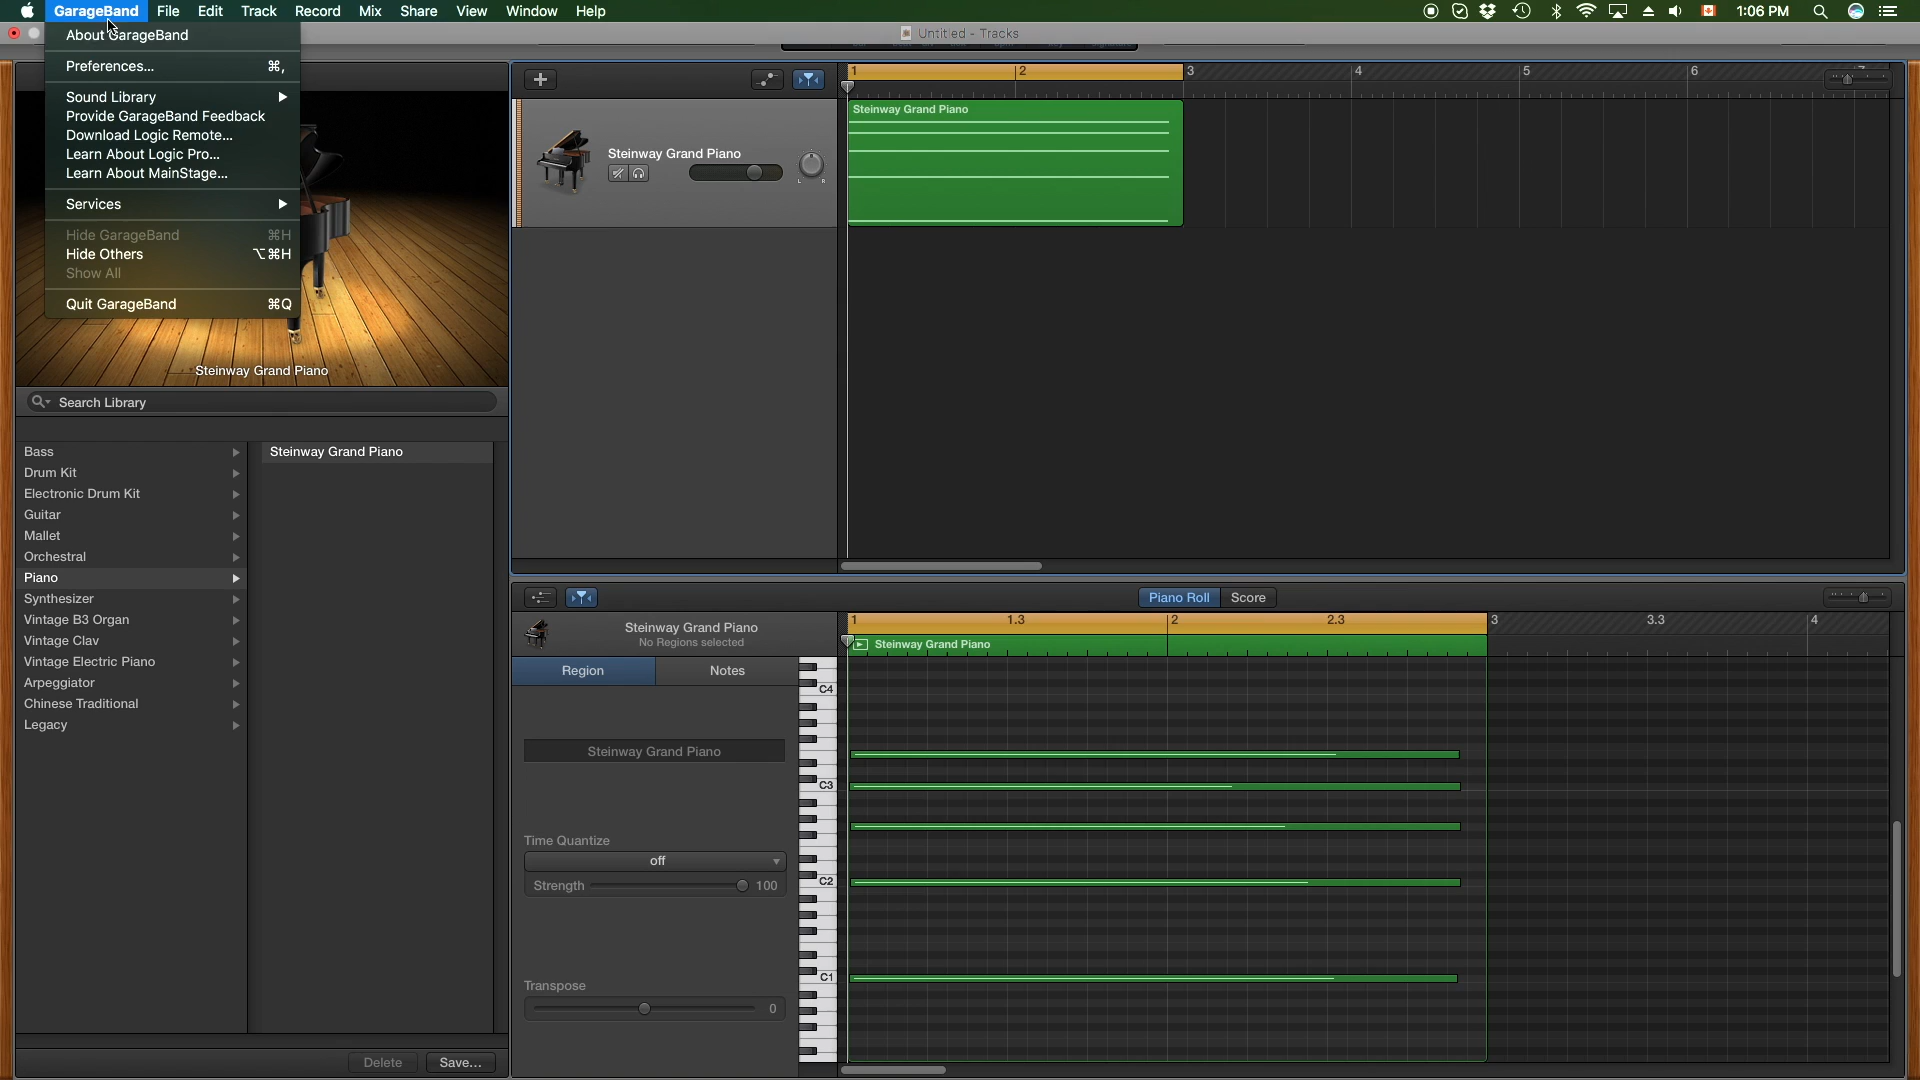 GarageBand File Edit Track Record Mix Share View Window Help 1:06 PM
Untitled - Tracks
About GarageBand
Preferences... ⌘,
Sound Library
Provide GarageBand Feedback
Download Logic Remote...
Learn About Logic Pro...
Learn About MainStage...
Services
Hide GarageBand ⌘H
Hide Others ⌥⌘H
Show All
Quit GarageBand ⌘Q
Steinway Grand Piano
Search Library
Bass
Drum Kit
Electronic Drum Kit
Guitar
Mallet
Orchestral
Piano
Synthesizer
Vintage B3 Organ
Vintage Clav
Vintage Electric Piano
Arpeggiator
Chinese Traditional
Legacy
Steinway Grand Piano
Delete Save...
1 2 3 4 5 6
Steinway Grand Piano
Steinway Grand Piano
L R
Piano Roll Score
Steinway Grand Piano
No Regions selected
1 1.3 2 2.3 3 3.3 4
Steinway Grand Piano
Region Notes
Steinway Grand Piano
Time Quantize
off
Strength 100
Transpose
0
C4
C3
C2
C1